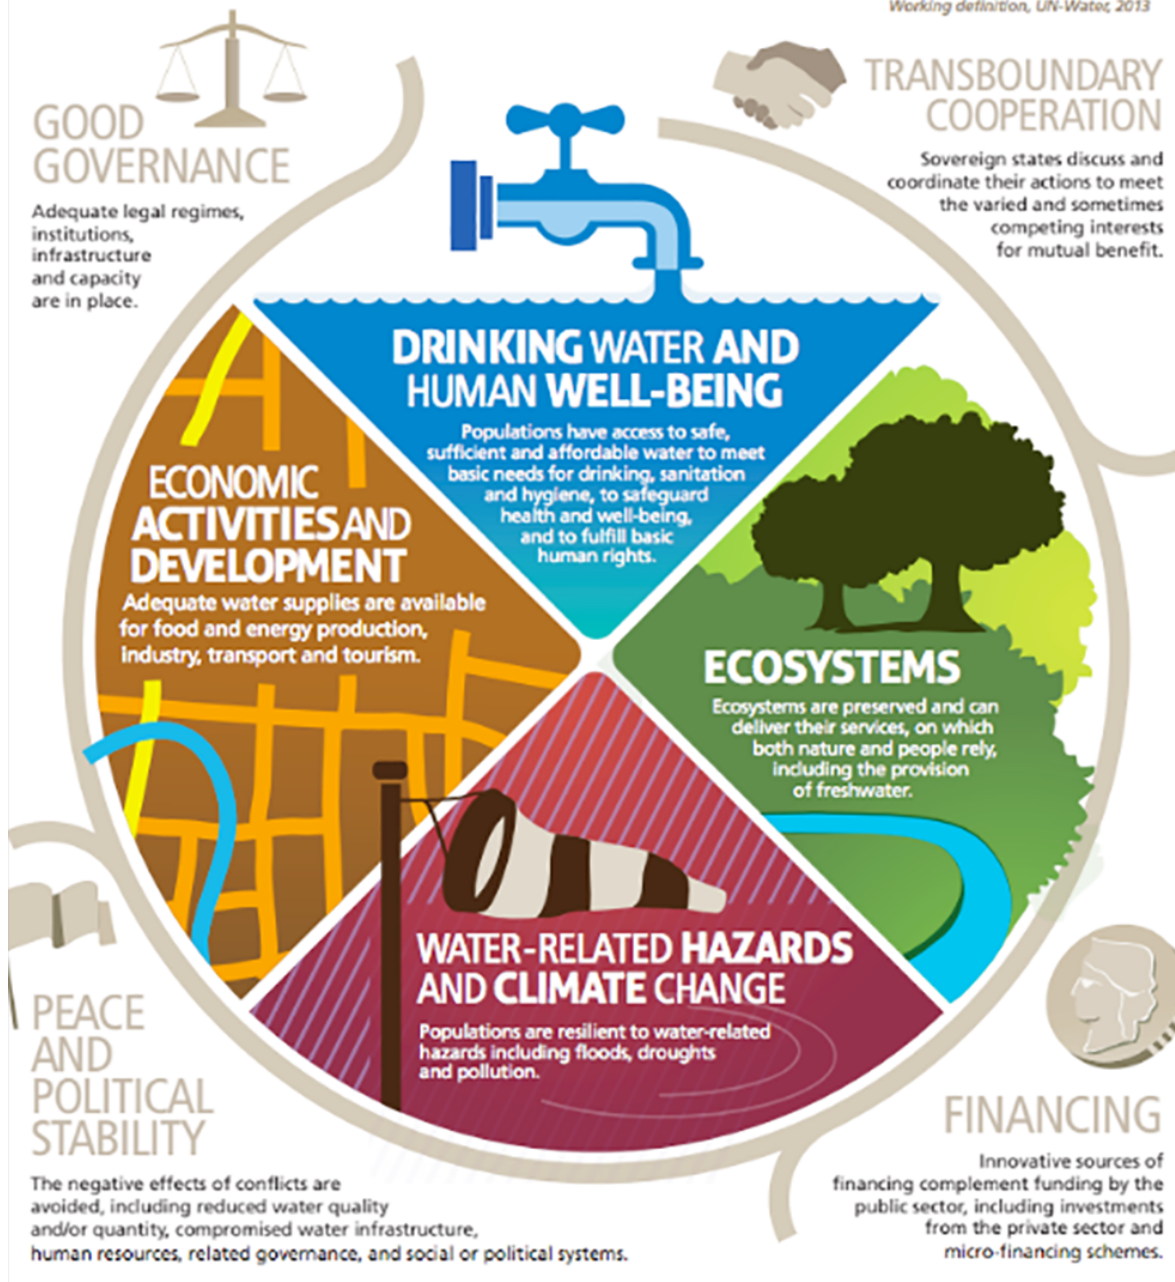 Working definition, UN-Water, 2013
GOOD
GOVERNANCE
Adequate legal regimes,
institutions,
infrastructure
and capacity
are in place.
TRANSBOUNDARY
COOPERATION
Sovereign states discuss and
coordinate their actions to meet
the varied and sometimes
competing interests
for mutual benefit.
DRINKING WATER AND
HUMAN WELL-BEING
Populations have access to safe,
sufficient and affordable water to meet
basic needs for drinking, sanitation
and hygiene, to safeguard
health and well-being,
and to fulfill basic
human rights.
ECONOMIC
ACTIVITIES AND
DEVELOPMENT
Adequate water supplies are available
for food and energy production,
industry, transport and tourism.
ECOSYSTEMS
Ecosystems are preserved and can
deliver their services, on which
both nature and people rely,
including the provision
of freshwater.
WATER-RELATED HAZARDS
AND CLIMATE CHANGE
Populations are resilient to water-related
hazards including floods, droughts
and pollution.
PEACE
AND
POLITICAL
STABILITY
The negative effects of conflicts are
avoided, including reduced water quality
and/or quantity, compromised water infrastructure,
human resources, related governance, and social or political systems.
FINANCING
Innovative sources of
financing complement funding by the
public sector, including investments
from the private sector and
micro-financing schemes.